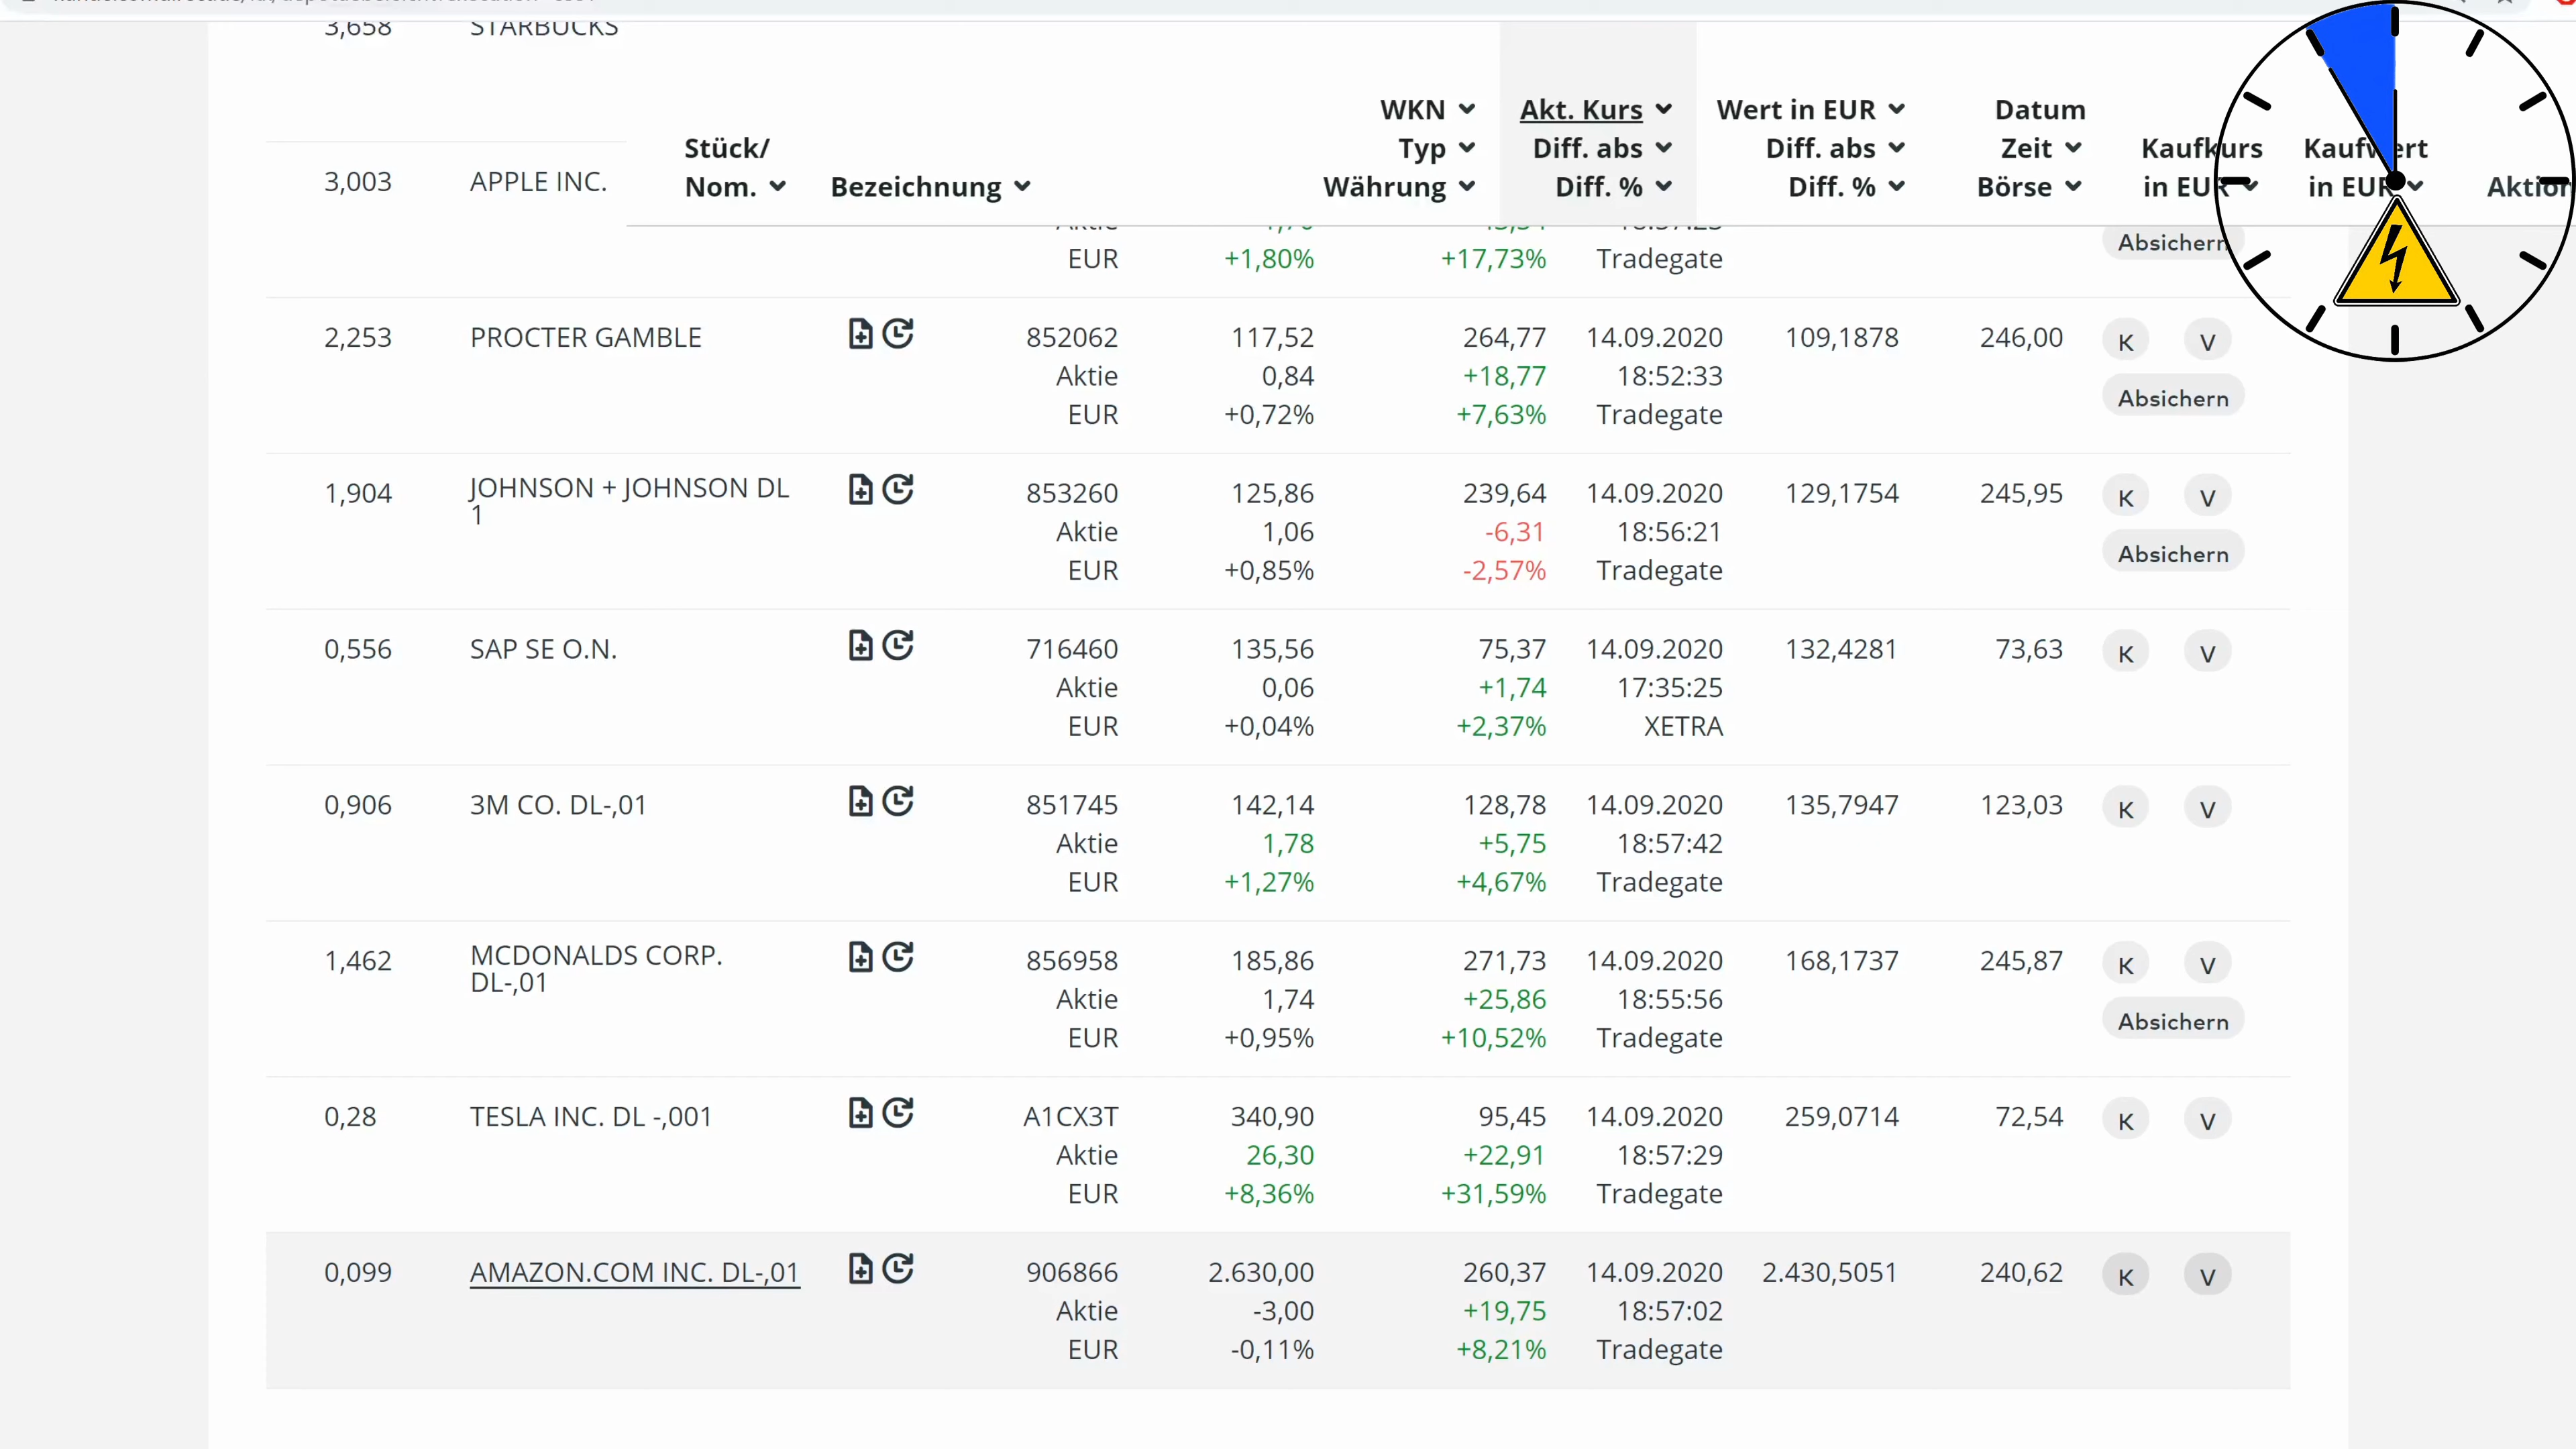 3,658 STARBUCKS
WKN Akt. Kurs Wert in EUR Datum
Stück/ Typ Diff. abs Diff. abs Zeit Kaufkurs Kaufwert
Nom. Bezeichnung Währung Diff. % Diff. % Börse in EUR in EUR Aktion
3,003 APPLE INC.
Absichern
EUR +1,80% +17,73% Tradegate
2,253 PROCTER GAMBLE 852062 117,52 264,77 14.09.2020 109,1878 246,00 K V
Aktie 0,84 +18,77 18:52:33
Absichern
EUR +0,72% +7,63% Tradegate
1,904 JOHNSON + JOHNSON DL 853260 125,86 239,64 14.09.2020 129,1754 245,95 K V
1
Aktie 1,06 -6,31 18:56:21
Absichern
EUR +0,85% -2,57% Tradegate
0,556 SAP SE O.N. 716460 135,56 75,37 14.09.2020 132,4281 73,63 K V
Aktie 0,06 +1,74 17:35:25
EUR +0,04% +2,37% XETRA
0,906 3M CO. DL-,01 851745 142,14 128,78 14.09.2020 135,7947 123,03 K V
Aktie 1,78 +5,75 18:57:42
EUR +1,27% +4,67% Tradegate
1,462 MCDONALDS CORP. 856958 185,86 271,73 14.09.2020 168,1737 245,87 K V
DL-,01
Aktie 1,74 +25,86 18:55:56
Absichern
EUR +0,95% +10,52% Tradegate
0,28 TESLA INC. DL -,001 A1CX3T 340,90 95,45 14.09.2020 259,0714 72,54 K V
Aktie 26,30 +22,91 18:57:29
EUR +8,36% +31,59% Tradegate
0,099 AMAZON.COM INC. DL-,01 906866 2.630,00 260,37 14.09.2020 2.430,5051 240,62 K V
Aktie -3,00 +19,75 18:57:02
EUR -0,11% +8,21% Tradegate